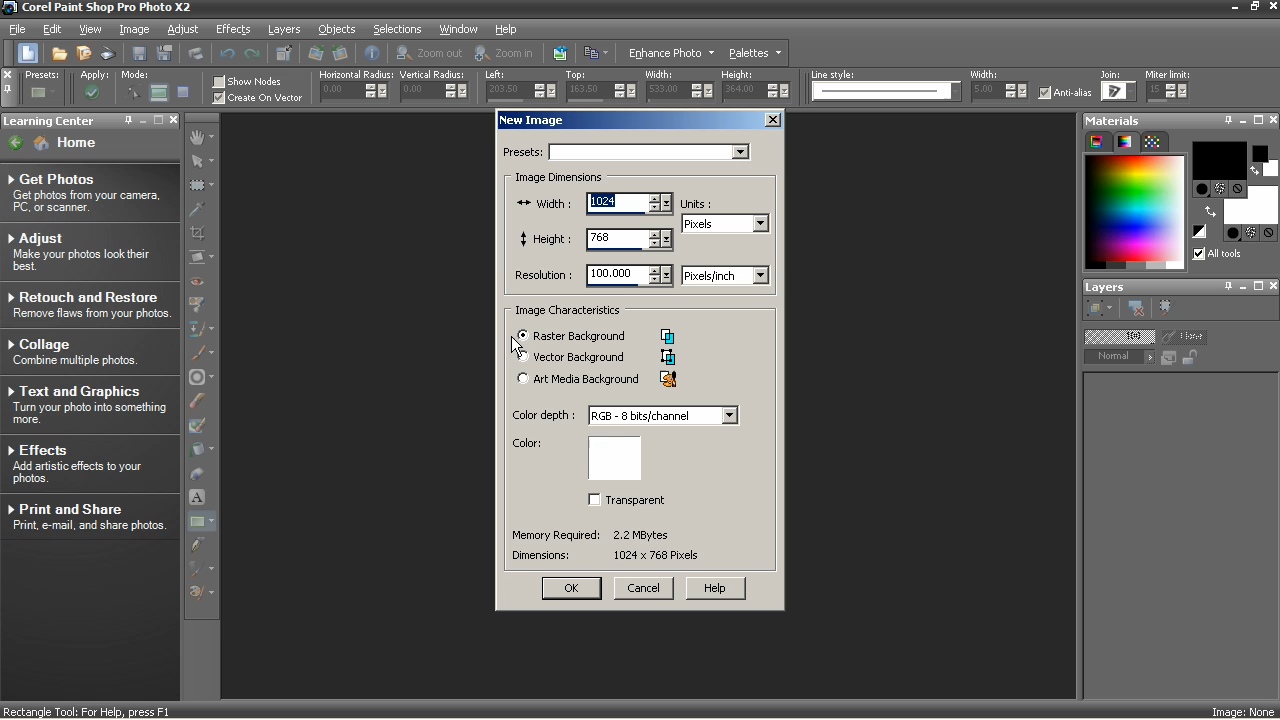 Corel Paint Shop Pro Photo X2
File Edit View Image Adjust Effects Layers Objects Selections Window Help
Zoom out Zoom in Enhance Photo Palettes
Presets: Apply: Mode: Show Nodes Horizontal Radius: Vertical Radius: Left: Top: Width: Height: Line style: Width: Join: Miter limit:
Create On Vector 0.00 0.00 203.50 163.50 533.00 364.00 5.00 Anti-alias 15
Learning Center
Home
Get Photos
Get photos from your camera,
PC, or scanner.
Adjust
Make your photos look their
best.
Retouch and Restore
Remove flaws from your photos.
Collage
Combine multiple photos.
Text and Graphics
Turn your photo into something
more.
Effects
Add artistic effects to your
photos.
Print and Share
Print, e-mail, and share photos.
A
New Image
Presets:
Image Dimensions
Width : 1024 Units :
Pixels
Height : 768
Resolution : 100.000 Pixels/inch
Image Characteristics
Raster Background
Vector Background
Art Media Background
Color depth : RGB - 8 bits/channel
Color:
Transparent
Memory Required: 2.2 MBytes
Dimensions: 1024 x 768 Pixels
OK Cancel Help
Materials
All tools
Layers
None
Normal
Rectangle Tool: For Help, press F1
Image: None